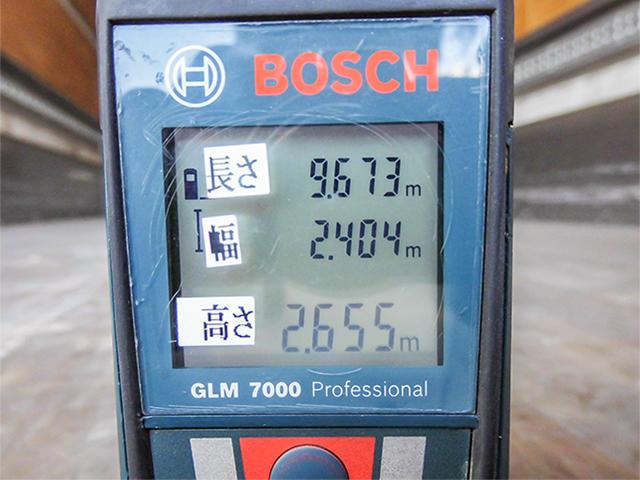 BOSCH
長さ 9.673 m
幅 2.404 m
高さ 2.655 m
GLM 7000 Professional